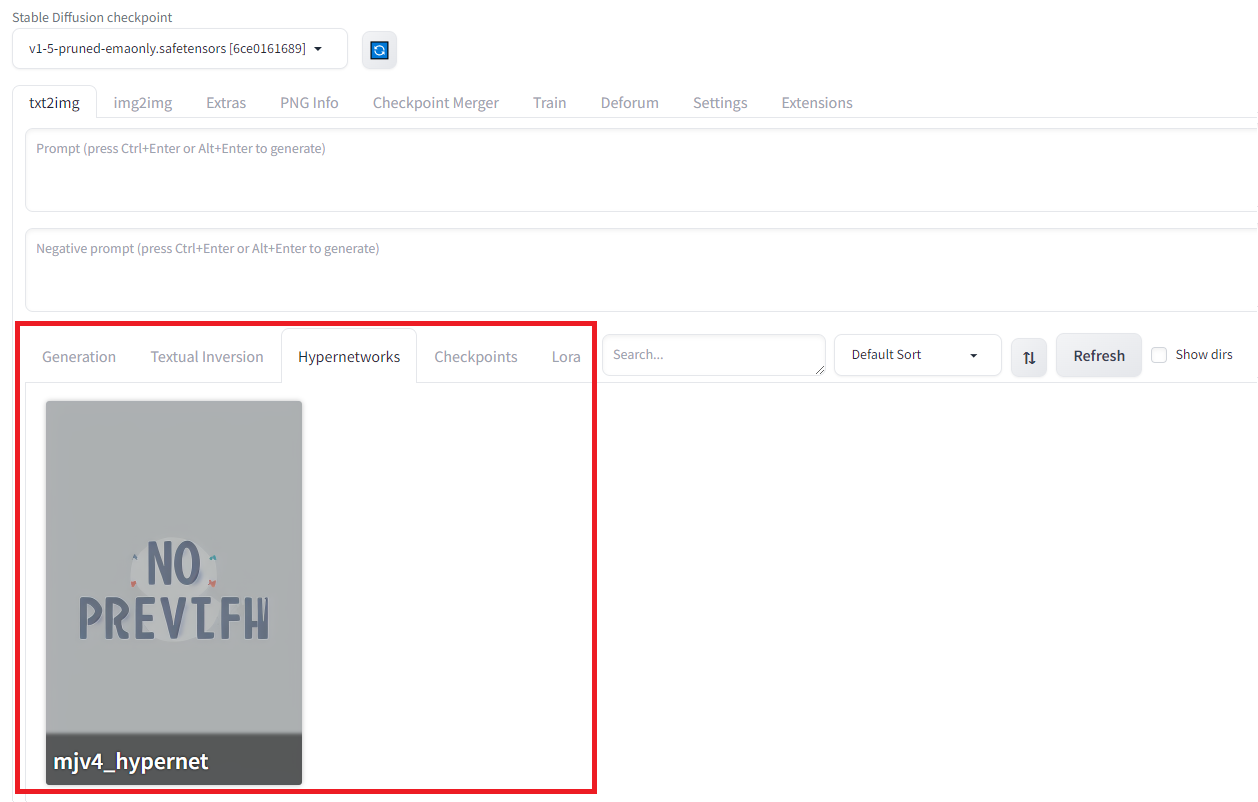 Stable Diffusion checkpoint
v1-5-pruned-emaonly.safetensors [6ce0161689]
txt2img img2img Extras PNG Info Checkpoint Merger Train Deforum Settings Extensions
Prompt (press Ctrl+Enter or Alt+Enter to generate)
Negative prompt (press Ctrl+Enter or Alt+Enter to generate)
Generation Textual Inversion Hypernetworks Checkpoints Lora Search... Default Sort Refresh Show dirs
NO
PREVIFW
mjv4_hypernet